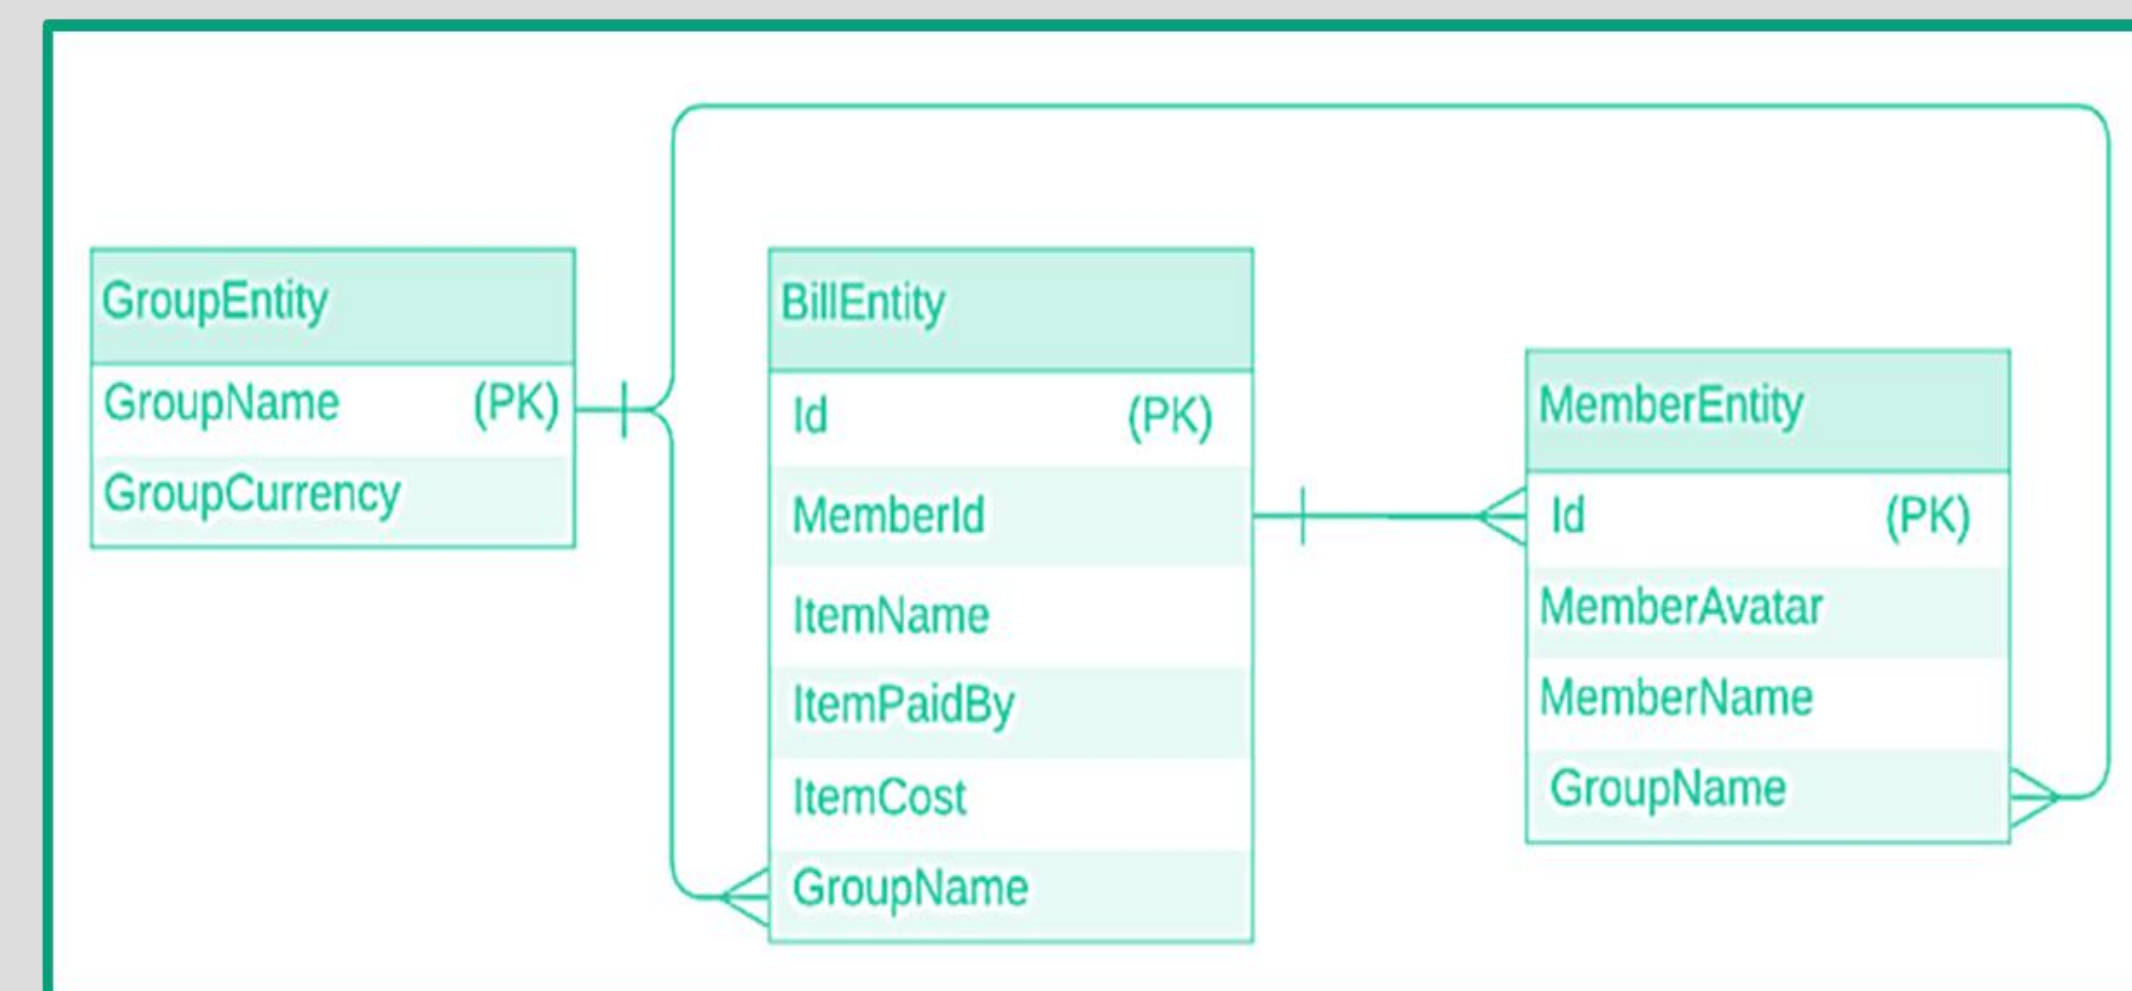 GroupEntity
GroupName (PK)
GroupCurrency
BillEntity
Id (PK)
MemberId
ItemName
ItemPaidBy
ItemCost
GroupName
MemberEntity
Id (PK)
MemberAvatar
MemberName
GroupName